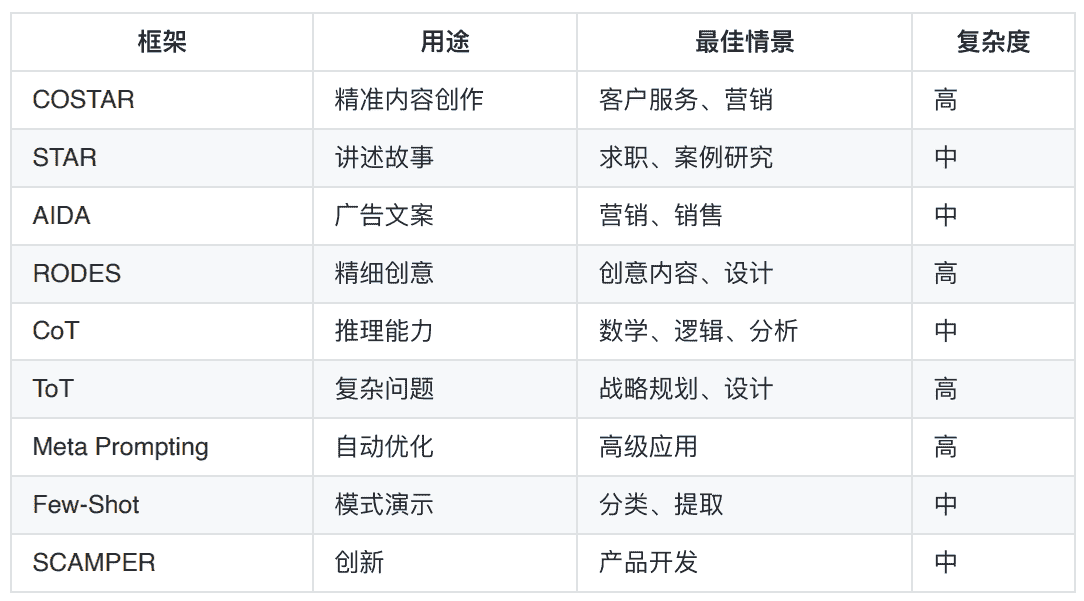 框架 用途 最佳情景 复杂度
COSTAR 精准内容创作 客户服务、营销 高
STAR 讲述故事 求职、案例研究 中
AIDA 广告文案 营销、销售 中
RODES 精细创意 创意内容、设计 高
CoT 推理能力 数学、逻辑、分析 中
ToT 复杂问题 战略规划、设计 高
Meta Prompting 自动优化 高级应用 高
Few-Shot 模式演示 分类、提取 中
SCAMPER 创新 产品开发 中